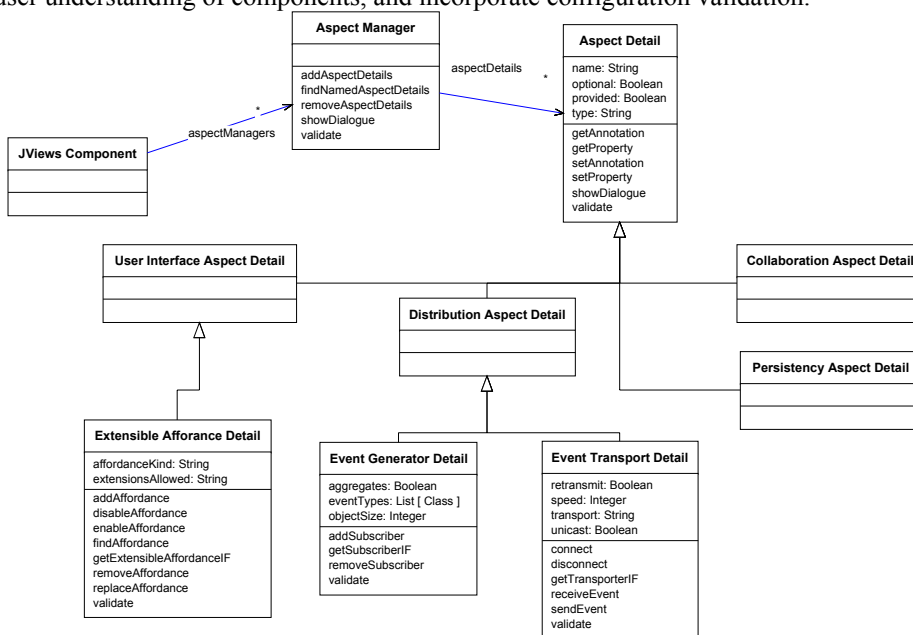 user understanding of components, and incorporate configuration validation.
Aspect Manager
addAspectDetails
findNamedAspectDetails
removeAspectDetails
showDialogue
validate
aspectDetails
*
Aspect Detail
name: String
optional: Boolean
provided: Boolean
type: String
getAnnotation
getProperty
setAnnotation
setProperty
showDialogue
validate
*
aspectManagers
JViews Component
User Interface Aspect Detail
Collaboration Aspect Detail
Distribution Aspect Detail
Persistency Aspect Detail
Extensible Afforance Detail
affordanceKind: String
extensionsAllowed: String
addAffordance
disableAffordance
enableAffordance
findAffordance
getExtensibleAffordanceIF
removeAffordance
replaceAffordance
validate
Event Generator Detail
aggregates: Boolean
eventTypes: List [ Class ]
objectSize: Integer
addSubscriber
getSubscriberIF
removeSubscriber
validate
Event Transport Detail
retransmit: Boolean
speed: Integer
transport: String
unicast: Boolean
connect
disconnect
getTransporterIF
receiveEvent
sendEvent
validate